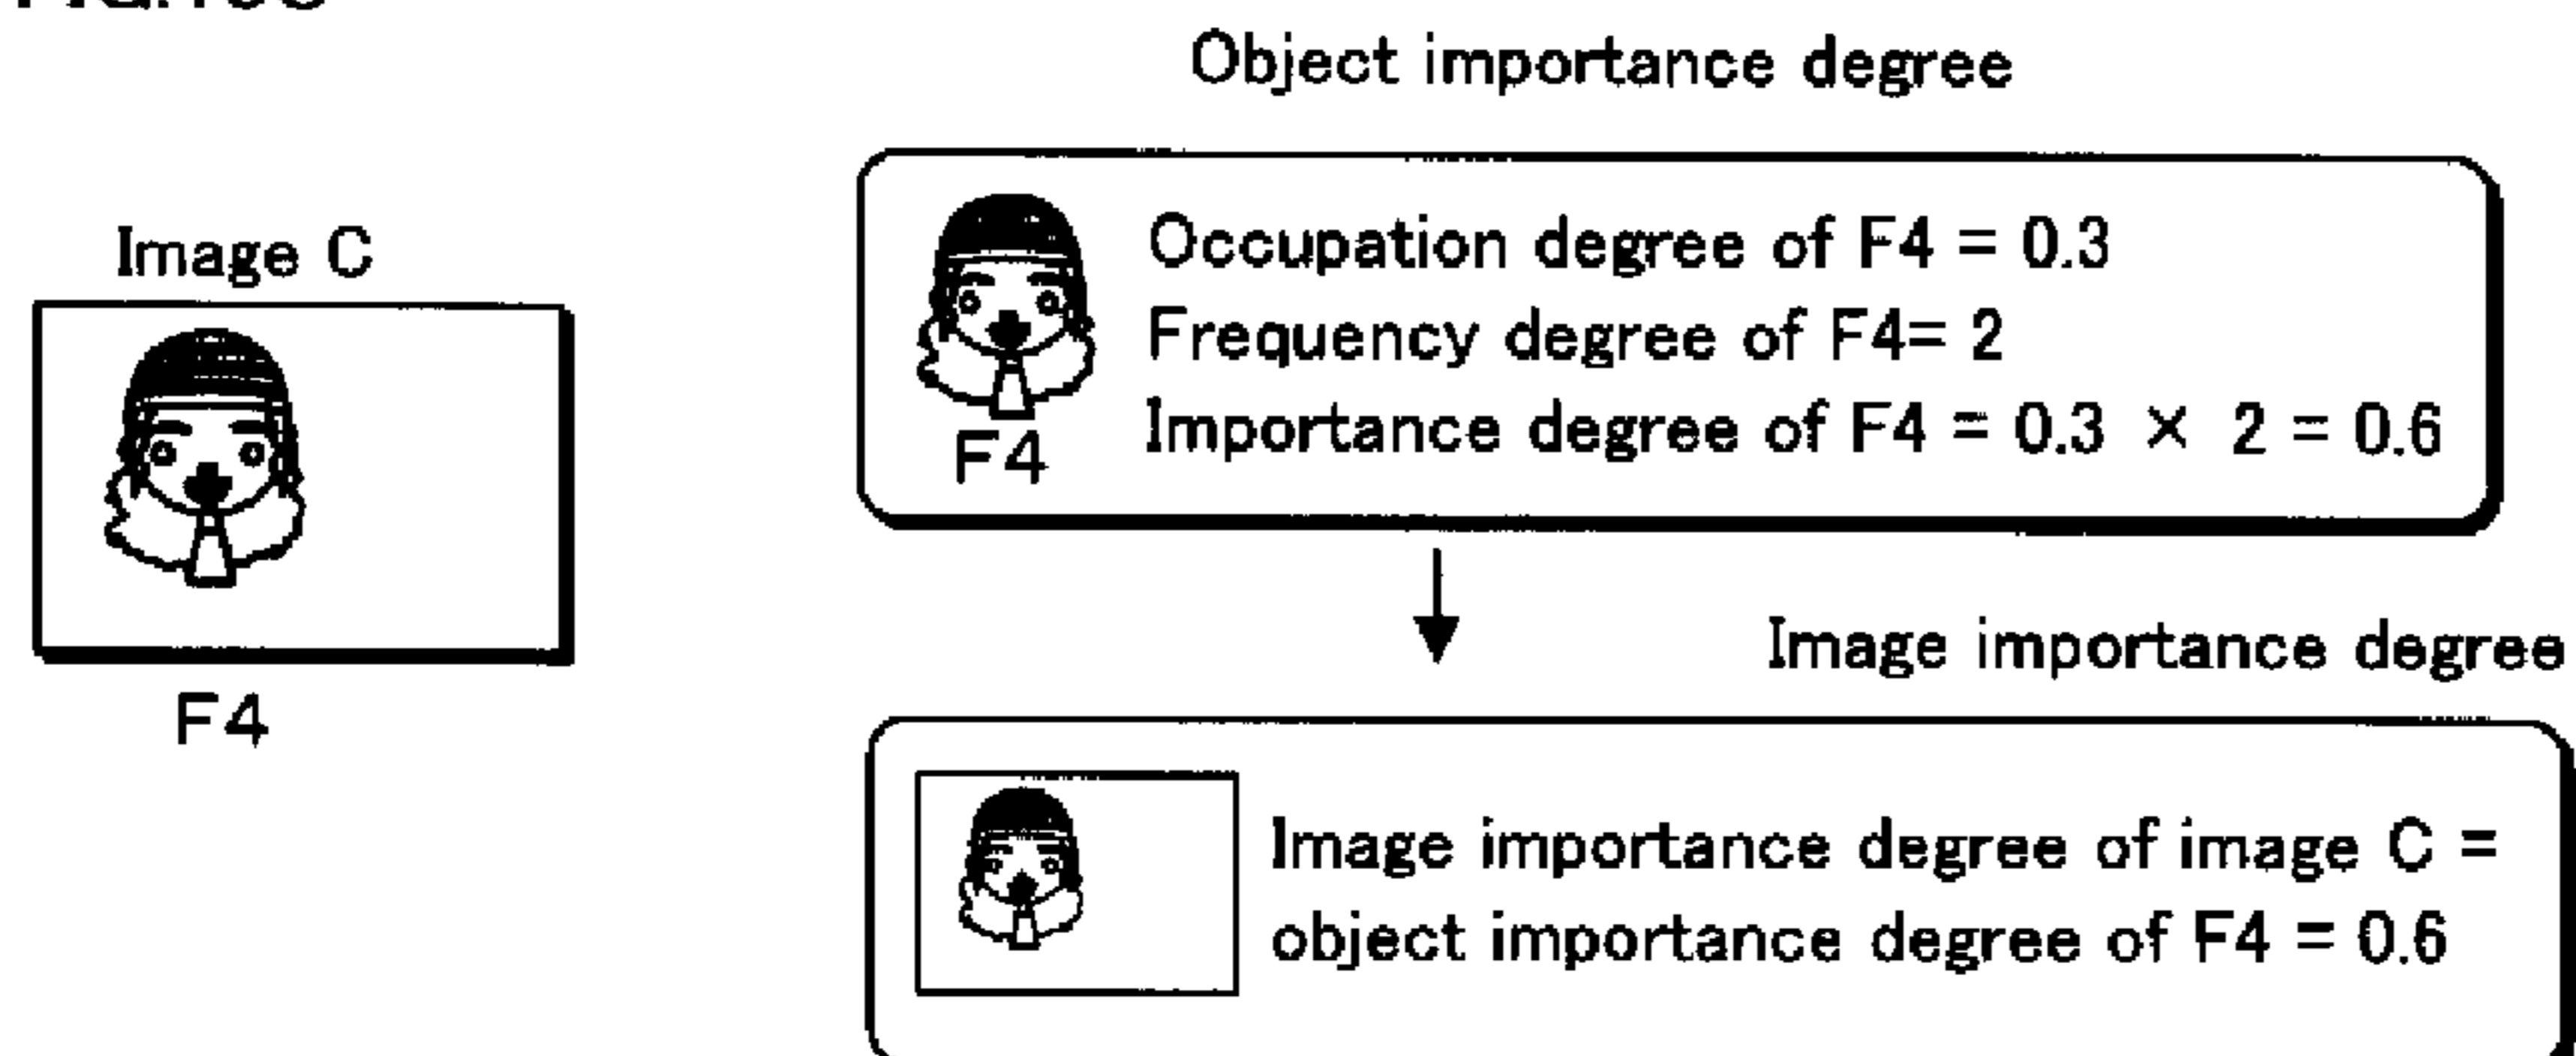 Object importance degree
Image C
F4
Occupation degree of F4 = 0.3
Frequency degree of F4= 2
Importance degree of F4 = 0.3 × 2 = 0.6
F4
Image importance degree
Image importance degree of image C =
object importance degree of F4 = 0.6